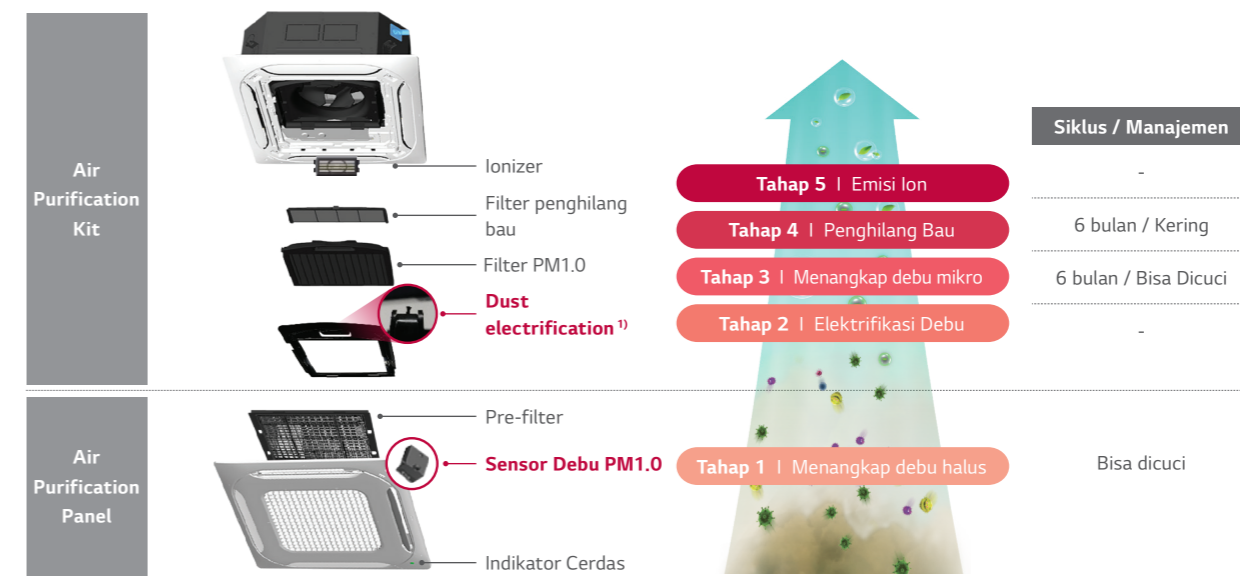 Air
Purification
Kit
Ionizer
Filter penghilang
bau
Filter PM1.0
Dust
electrification 1)
Siklus / Manajemen
Tahap 5 I Emisi Ion
-
Tahap 4 I Penghilang Bau
6 bulan / Kering
Tahap 3 I Menangkap debu mikro
6 bulan / Bisa Dicuci
Tahap 2 I Elektrifikasi Debu
-
Air
Purification
Panel
Pre-filter
Sensor Debu PM1.0
Indikator Cerdas
Tahap 1 I Menangkap debu halus
Bisa dicuci